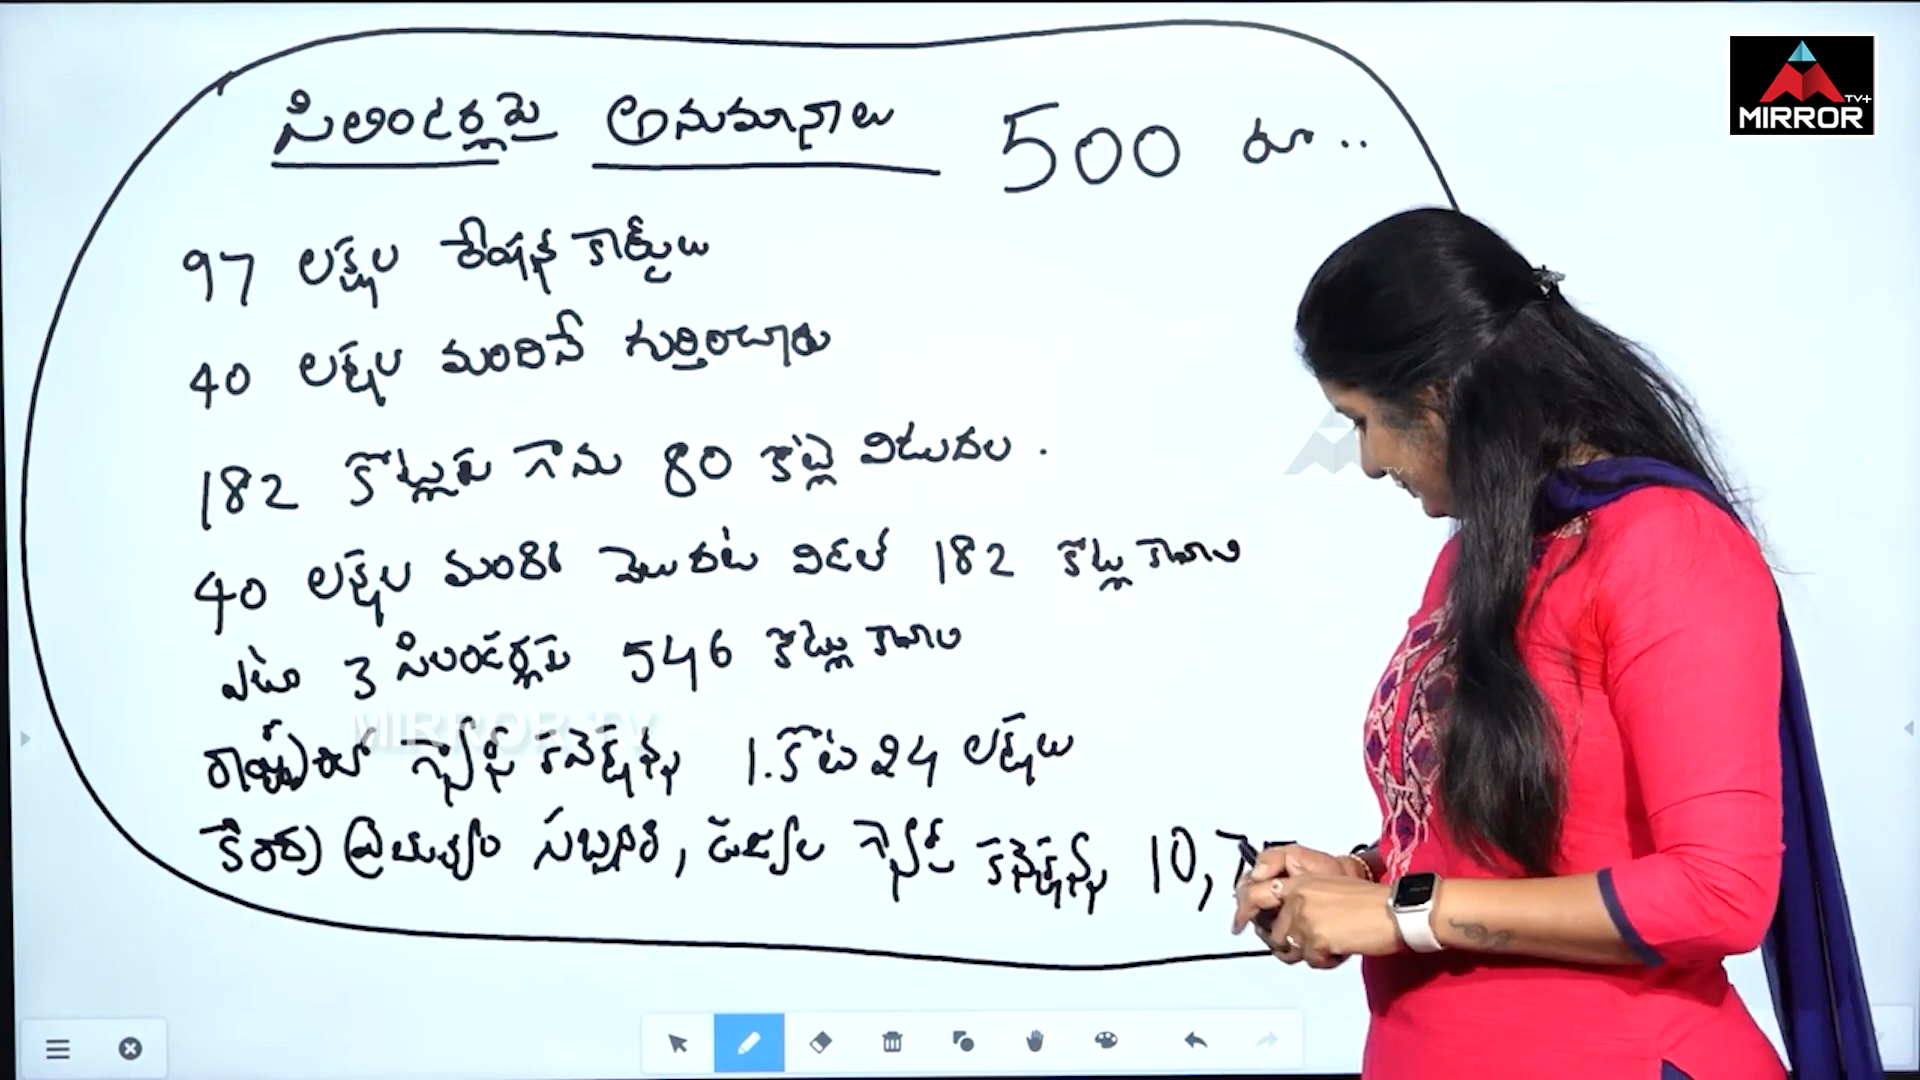 MIRROR TV+
సిలిండర్లపై అనుమానాలు 500 రూ..
97 లక్షల రేషన్ కార్డులు
40 లక్షల మందినే గుర్తించారు
182 కోట్లకు గాను 80 కోట్లే విడుదల.
40 లక్షల మందికి మొదట విడత 182 కోట్లు కావాలి
ఏటా 3 సిలిండర్లకు 546 కోట్లు కావాలి
MIRROR TV
రాష్ట్రంలో గ్యాస్ కనెక్షన్లు 1.కోటి 24 లక్షలు
కేంద్ర ప్రభుత్వం సబ్సిడీ, ఉజ్వల గ్యాస్ కనెక్షన్లు 10,